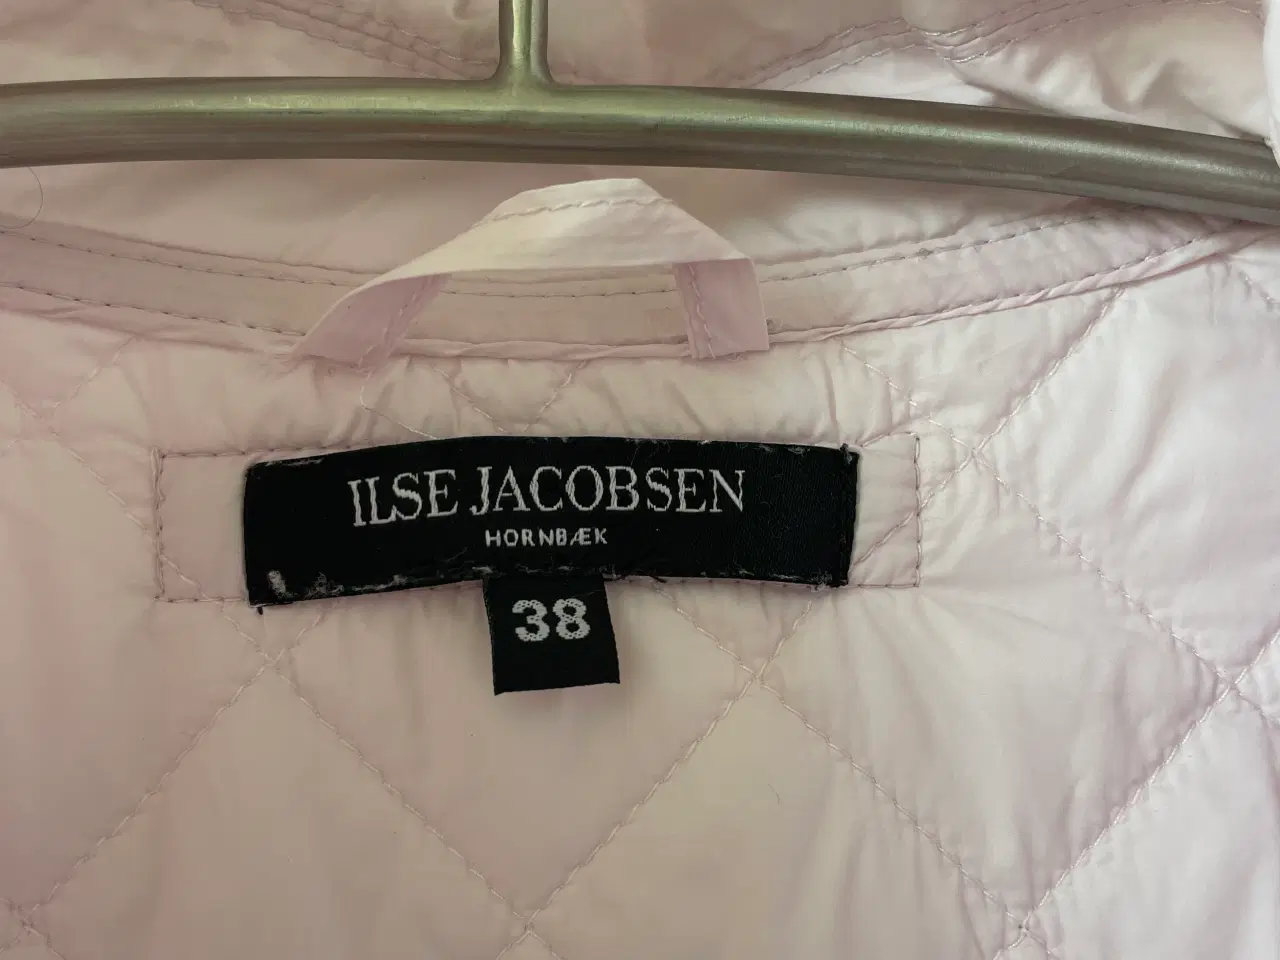 ILSE JACOBSEN
HORNBÆK
38